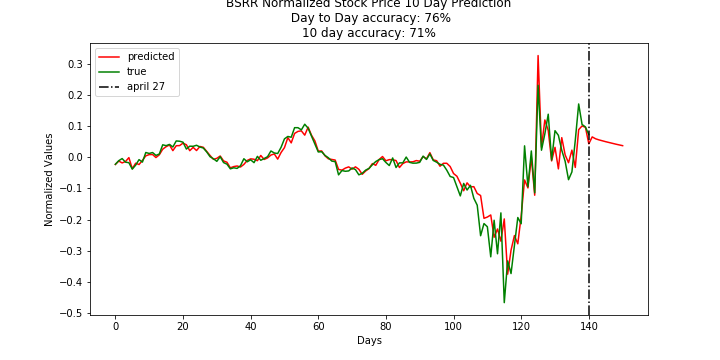 BSRR Normalized Stock Price 10 Day Prediction
Day to Day accuracy: 76%
10 day accuracy: 71%
predicted
true
april 27
Normalized Values
0.3
0.2
0.1
0.0
−0.1
−0.2
−0.3
−0.4
−0.5
0 20 40 60 80 100 120 140
Days